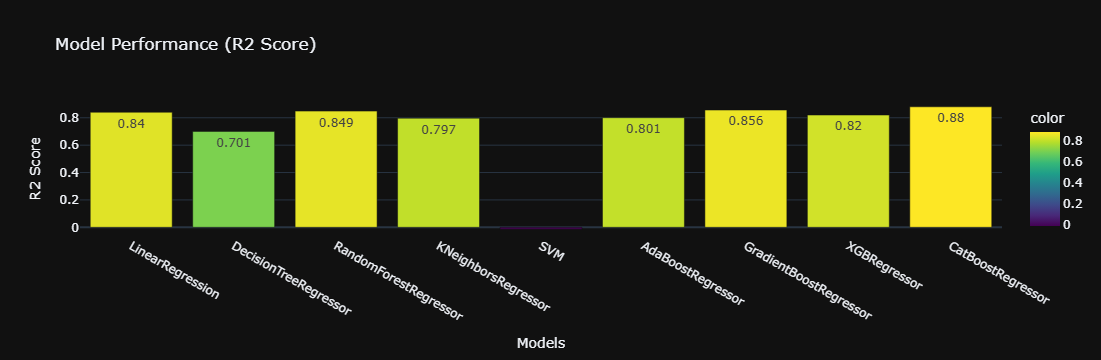 Model Performance (R2 Score)
R2 Score
0.8
0.6
0.4
0.2
0
0.84
0.701
0.849
0.797
0.801
0.856
0.82
0.88
LinearRegression
DecisionTreeRegressor
RandomForestRegressor
KNeighborsRegressor
SVM
AdaBoostRegressor
GradientBoostRegressor
XGBRegressor
CatBoostRegressor
Models
color
0.8
0.6
0.4
0.2
0